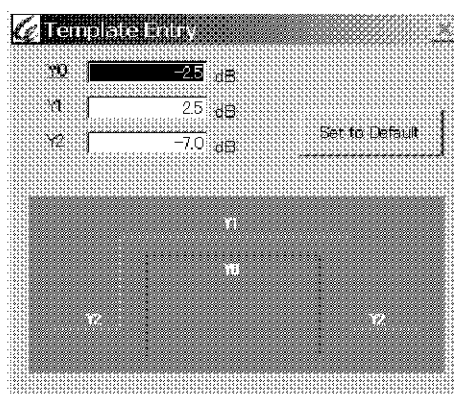 Template Entry
Y0 -2.5 dB
Y1 2.5 dB
Y2 -7.0 dB
Set to Default
Y1
Y0
Y2 Y2